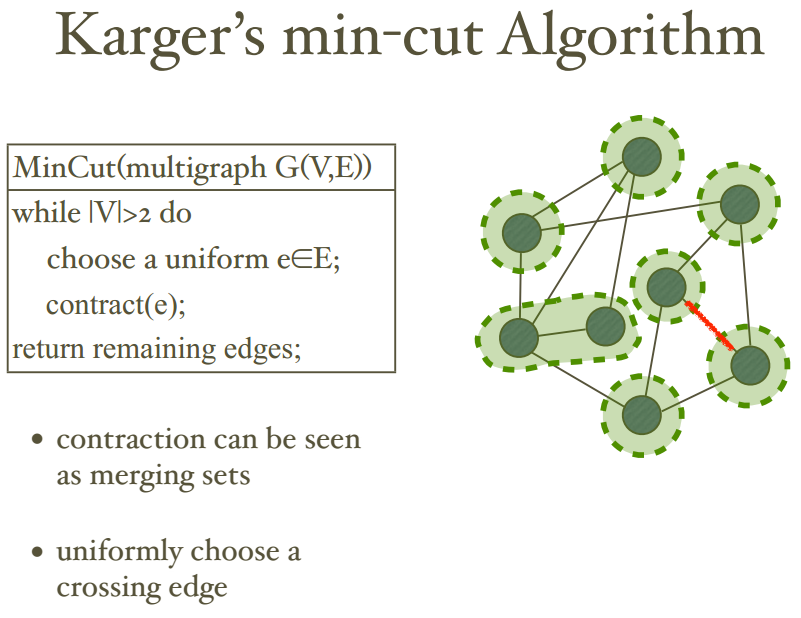 Karger's min-cut Algorithm
MinCut(multigraph G(V,E))
while |V|>2 do
choose a uniform e∈E;
contract(e);
return remaining edges;
• contraction can be seen
as merging sets
• uniformly choose a
crossing edge